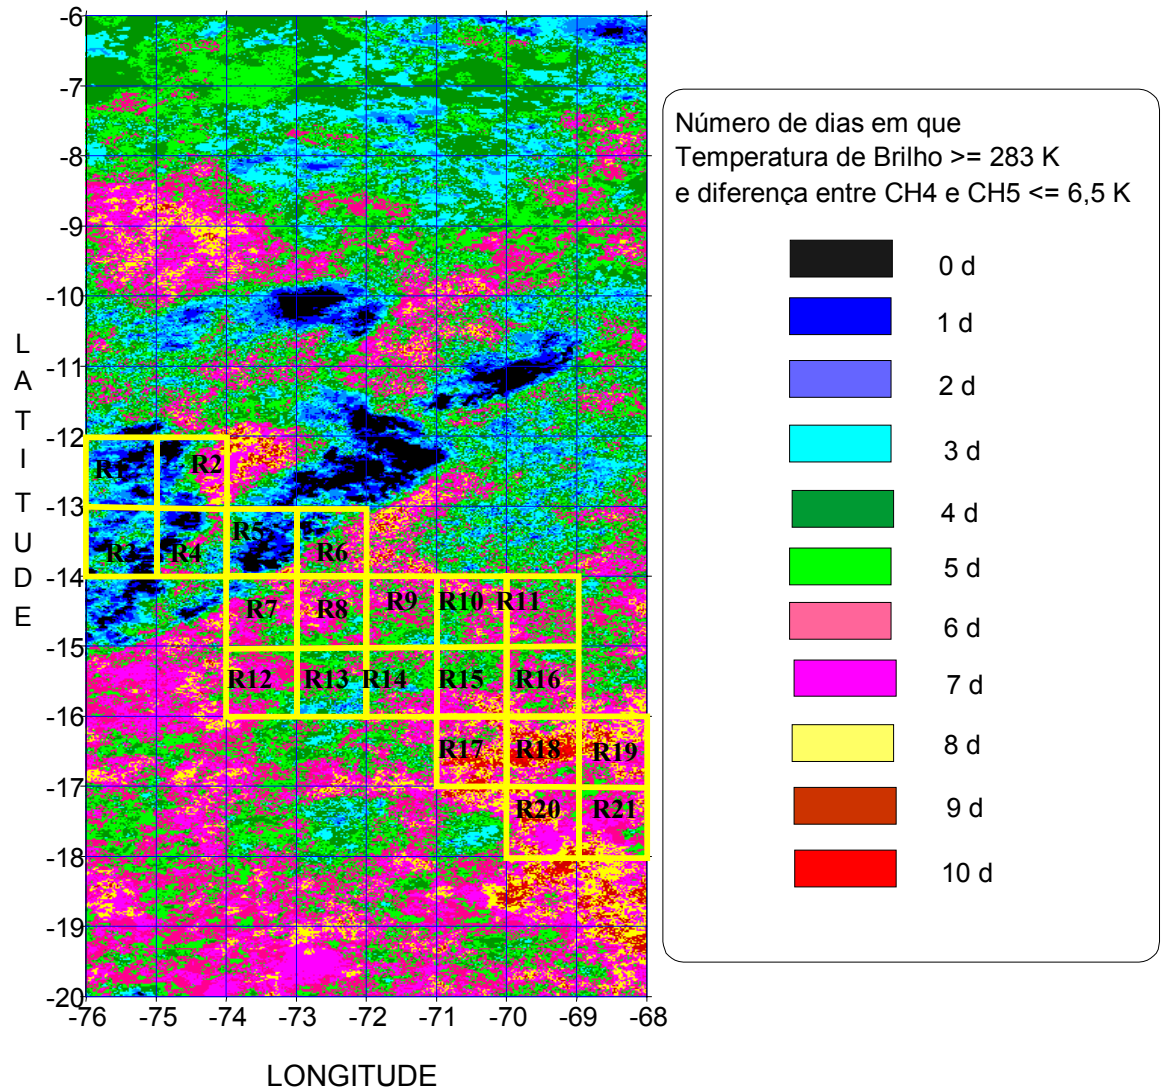 -6
-7
-8
-9
-10
-11
-12
-13
-14
-15
-16
-17
-18
-19
-20
LATITUDE
R1 R2
R3 R4 R5 R6
R7 R8 R9 R10 R11
R12 R13 R14 R15 R16
R17 R18 R19
R20 R21
-76 -75 -74 -73 -72 -71 -70 -69 -68
LONGITUDE
Número de dias em que
Temperatura de Brilho >= 283 K
e diferença entre CH4 e CH5 <= 6,5 K
0 d
1 d
2 d
3 d
4 d
5 d
6 d
7 d
8 d
9 d
10 d